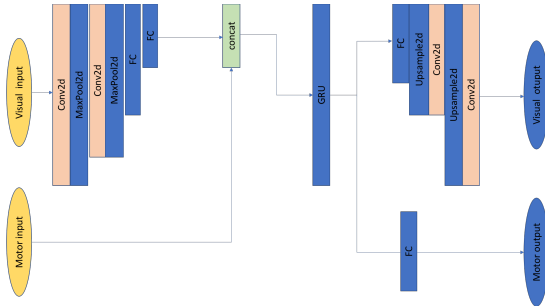 Visual input
Conv2d
MaxPool2d
Conv2d
MaxPool2d
FC
FC
concat
GRU
FC
Upsample2d
Conv2d
Upsample2d
Conv2d
Visual otuput
Motor input
FC
Motor output